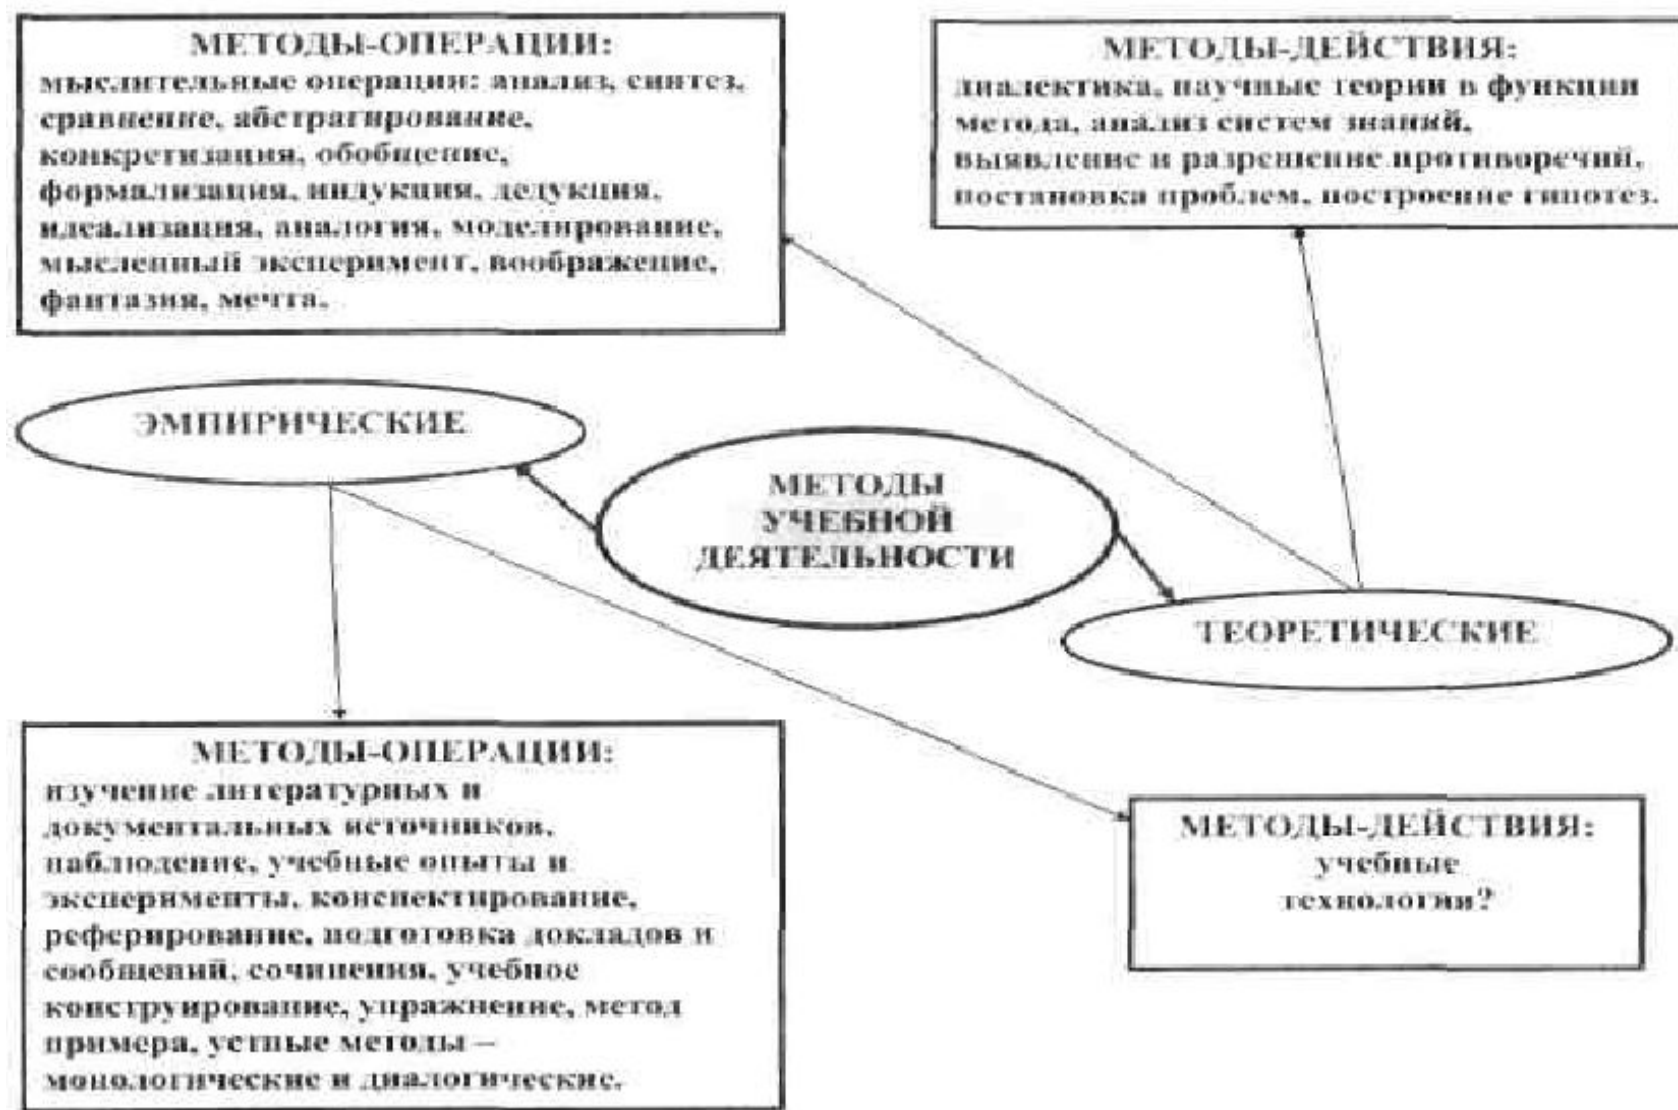 МЕТОДЫ-ОПЕРАЦИИ:
мыслительные операции: анализ, синтез,
сравнение, абстрагирование,
конкретизация, обобщение,
формализация, индукция, дедукция,
идеализация, аналогия, моделирование,
мысленный эксперимент, воображение,
фантазия, мечта.
МЕТОДЫ-ДЕЙСТВИЯ:
диалектика, научные теории в функции
метода, анализ систем знаний,
выявление и разрешение противоречий,
постановка проблем, построение гипотез.
ЭМПИРИЧЕСКИЕ
МЕТОДЫ
УЧЕБНОЙ
ДЕЯТЕЛЬНОСТИ
ТЕОРЕТИЧЕСКИЕ
МЕТОДЫ-ОПЕРАЦИИ:
изучение литературных и
документальных источников,
наблюдение, учебные опыты и
эксперименты, конспектирование,
реферирование, подготовка докладов и
сообщений, сочинения, учебное
конструирование, упражнение, метод
примера, устные методы –
монологические и диалогические.
МЕТОДЫ-ДЕЙСТВИЯ:
учебные
технологии?